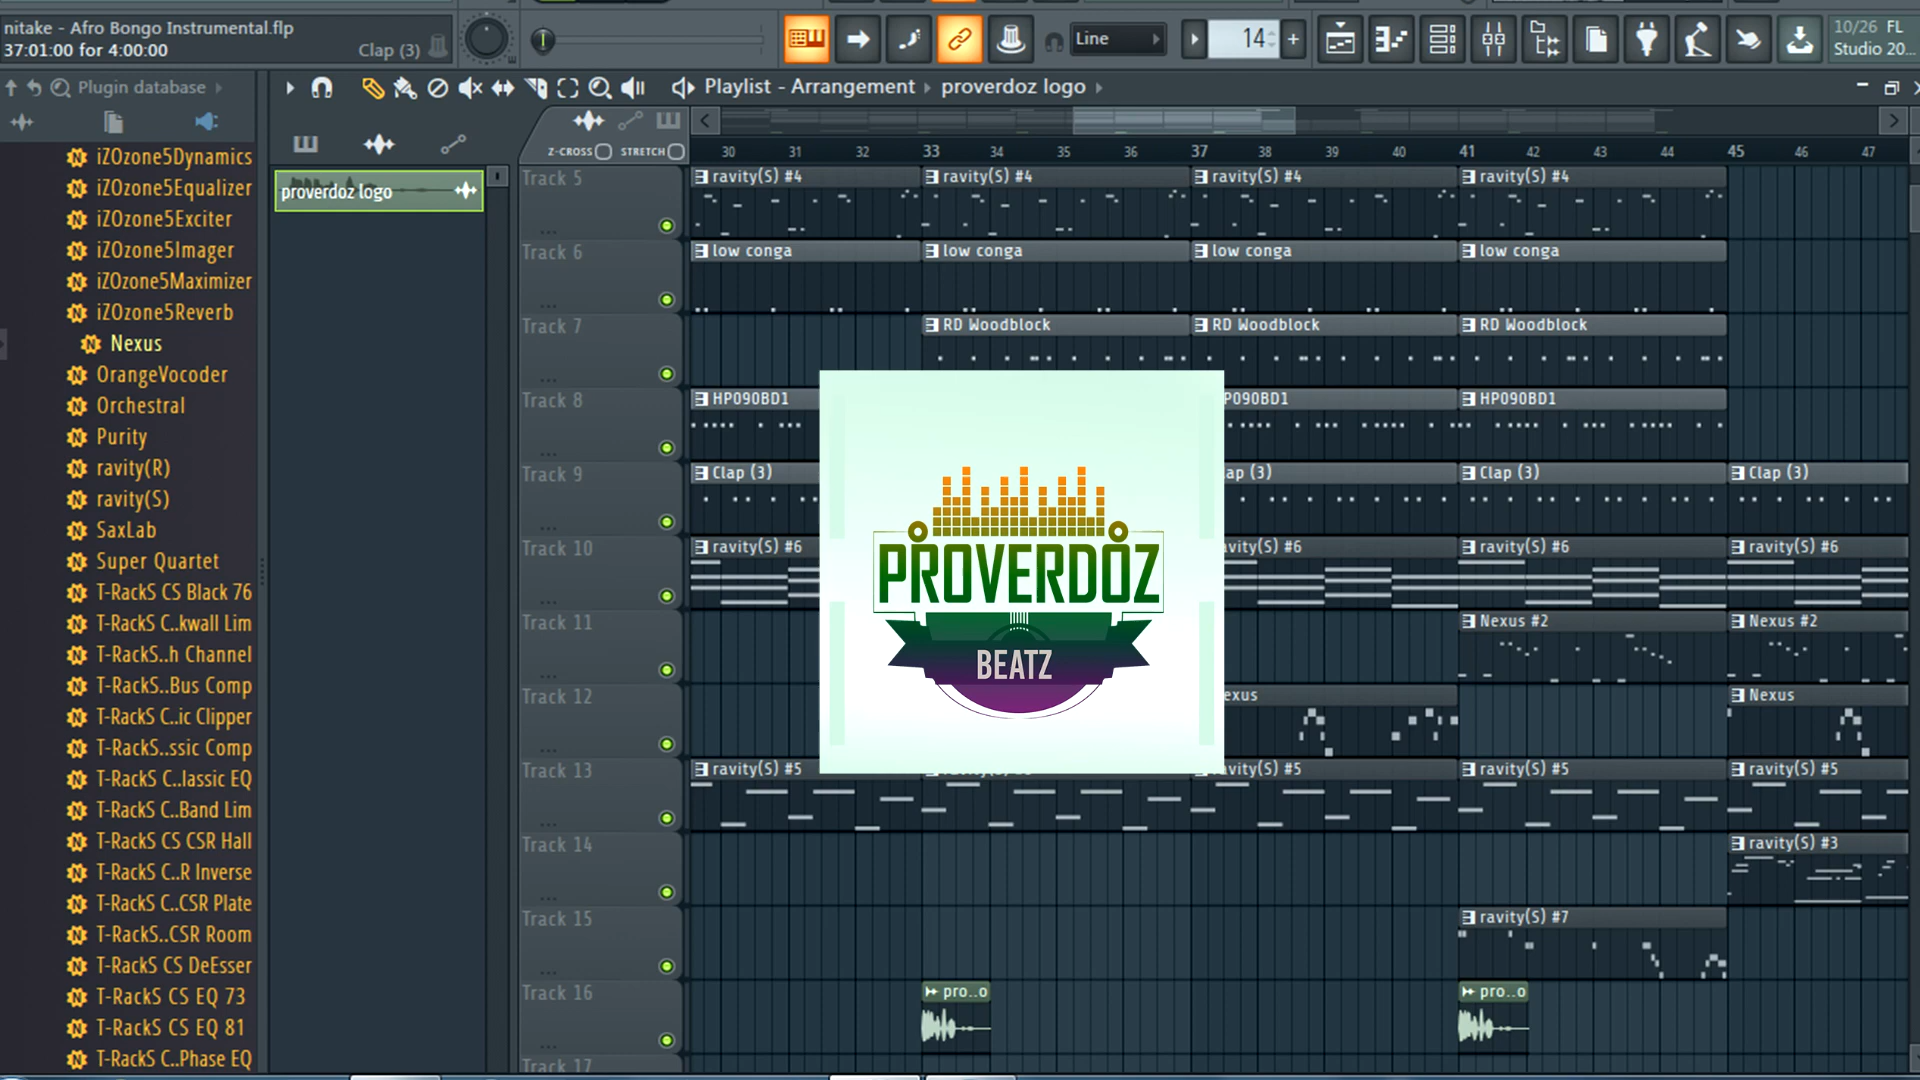 nitake - Afro Bongo Instrumental.flp
37:01:00 for 4:00:00
Clap (3)
Line
14
10/26 FL
Studio 20...
Plugin database
Playlist - Arrangement
proverdoz logo
Z-CROSS
STRETCH
30 31 32 33 34 35 36 37 38 39 40 41 42 43 44 45 46 47
proverdoz logo
iZOzone5Dynamics
iZOzone5Equalizer
iZOzone5Exciter
iZOzone5Imager
iZOzone5Maximizer
iZOzone5Reverb
Nexus
OrangeVocoder
Orchestral
Purity
ravity(R)
ravity(S)
SaxLab
Super Quartet
T-RackS CS Black 76
T-RackS C..kwall Lim
T-RackS..h Channel
T-RackS..Bus Comp
T-RackS C..ic Clipper
T-RackS..ssic Comp
T-RackS C..lassic EQ
T-RackS C..Band Lim
T-RackS CS CSR Hall
T-RackS C..R Inverse
T-RackS C..CSR Plate
T-RackS..CSR Room
T-RackS CS DeEsser
T-RackS CS EQ 73
T-RackS CS EQ 81
T-RackS C..Phase EQ
Track 5
ravity(S) #4 ravity(S) #4 ravity(S) #4 ravity(S) #4
Track 6
low conga low conga low conga low conga
Track 7
RD Woodblock RD Woodblock RD Woodblock
Track 8
HP090BD1 P090BD1 HP090BD1
Track 9
Clap (3) ap (3) Clap (3) Clap (3)
Track 10
ravity(S) #6 avity(S) #6 ravity(S) #6 ravity(S) #6
Track 11
Nexus #2 Nexus #2
Track 12
exus Nexus
Track 13
ravity(S) #5 avity(S) #5 ravity(S) #5 ravity(S) #5
Track 14
ravity(S) #3
Track 15
ravity(S) #7
Track 16
pro..o pro..o
Track 17
PROVERDOZ
BEATZ